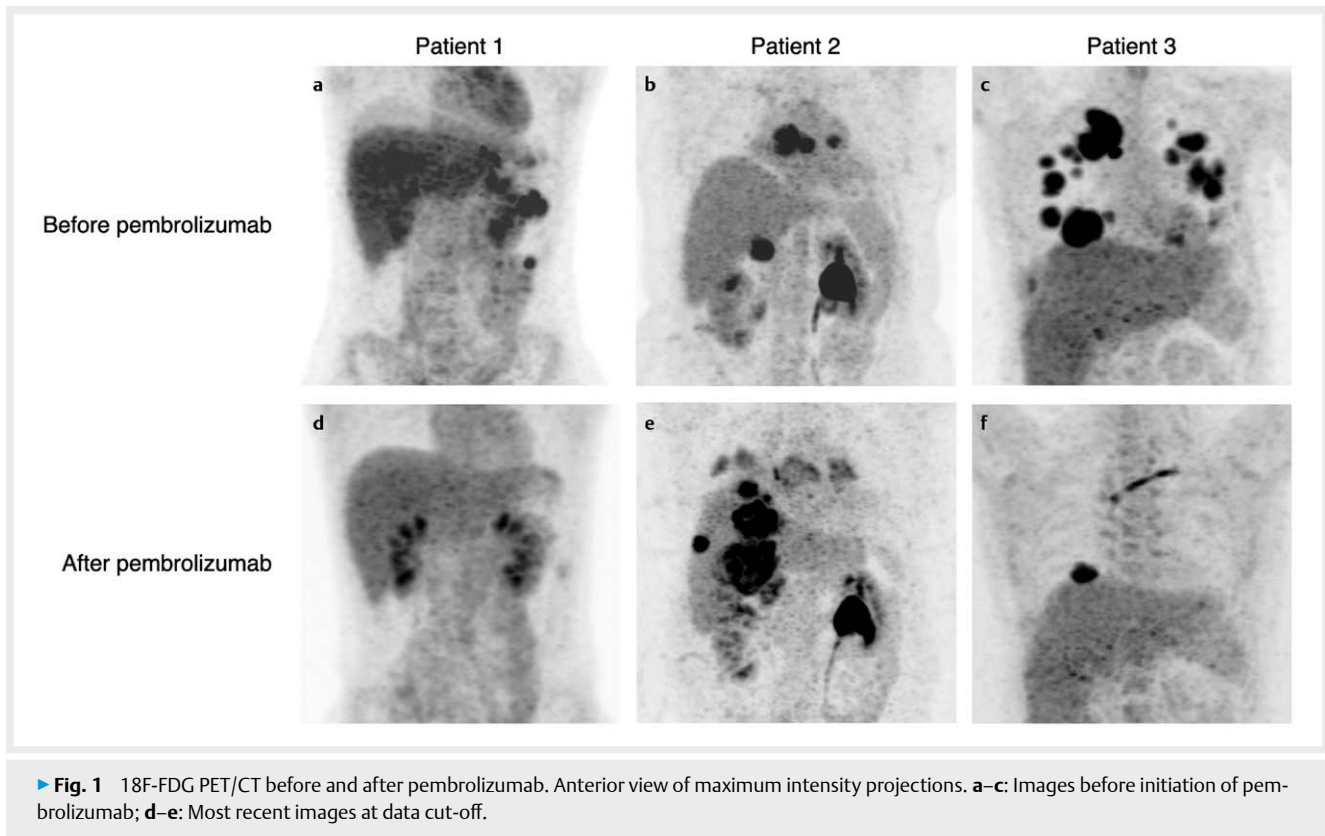 Patient 1 Patient 2 Patient 3
a b c
Before pembrolizumab
d e f
After pembrolizumab
▶ Fig. 1 18F-FDG PET/CT before and after pembrolizumab. Anterior view of maximum intensity projections. a–c: Images before initiation of pem-
brolizumab; d–e: Most recent images at data cut-off.